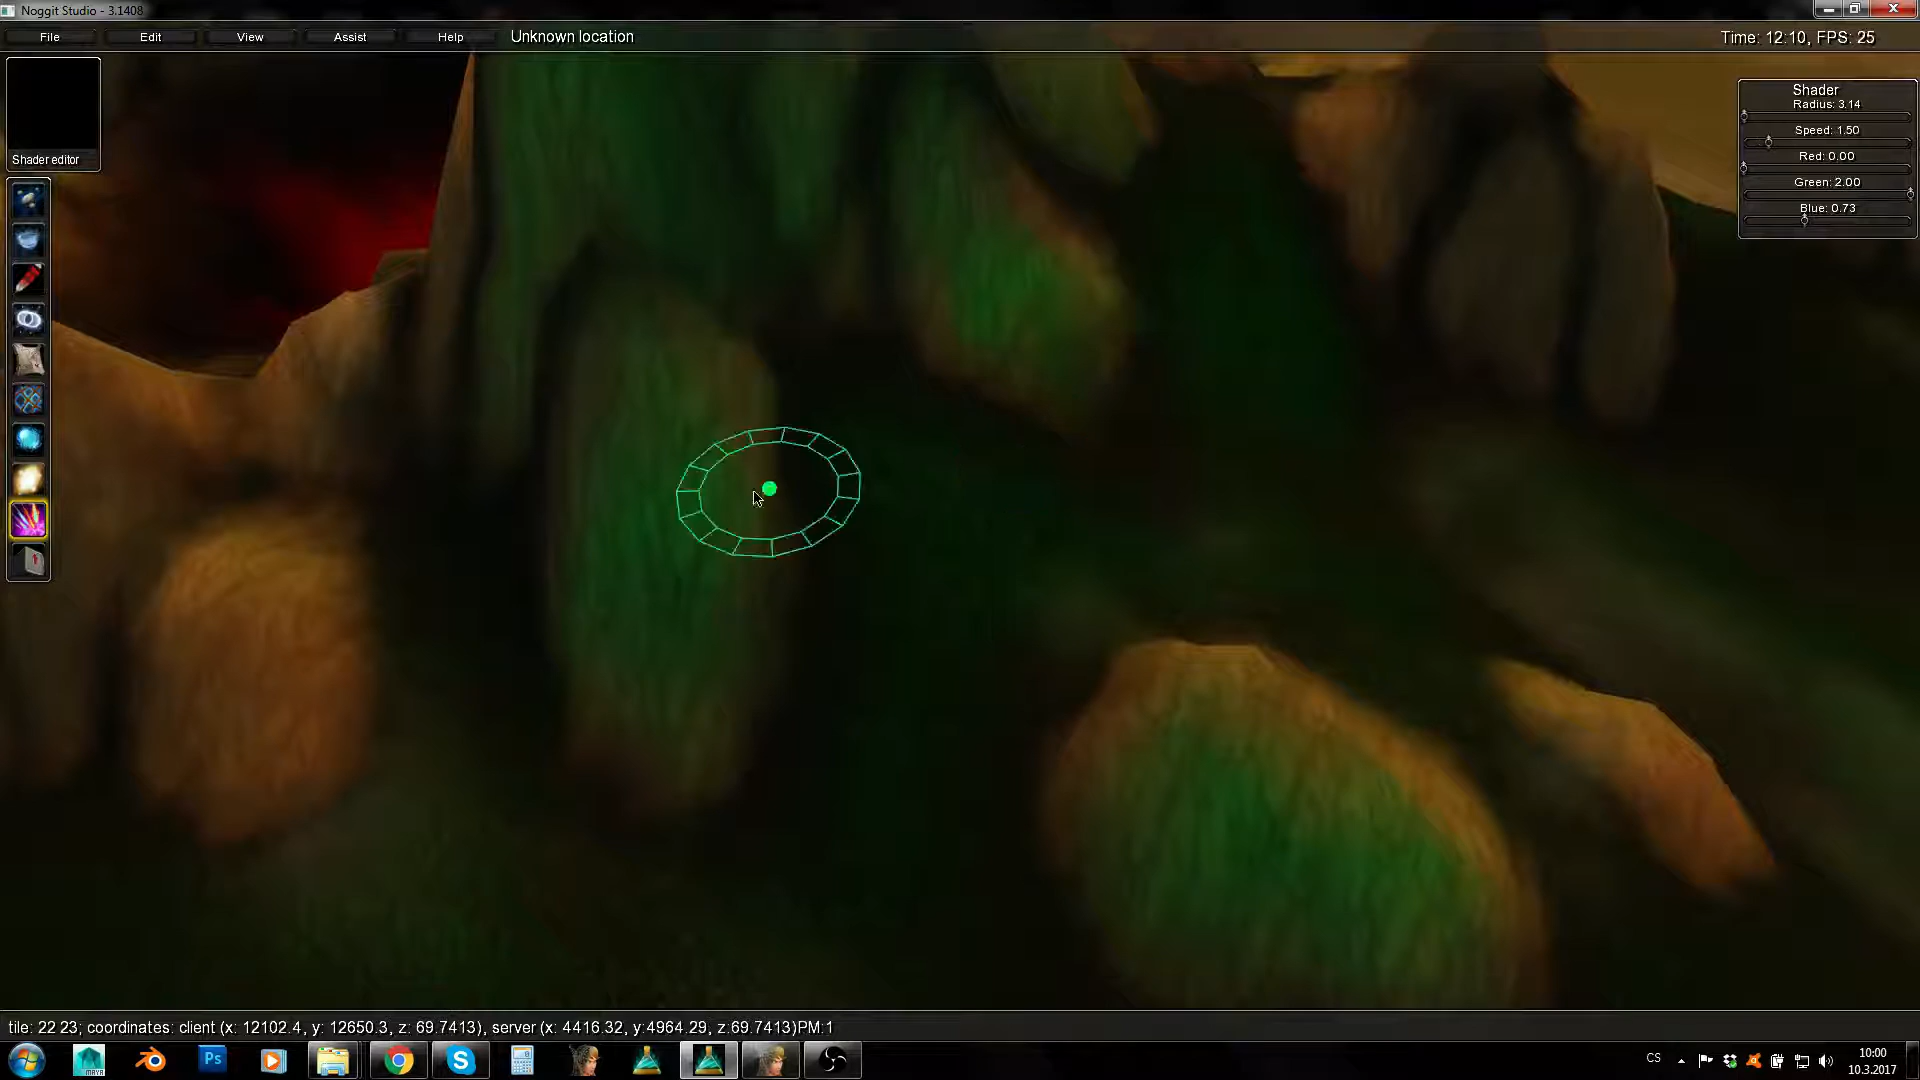 Noggit Studio - 3.1408
File Edit View Assist Help Unknown location Time: 12:10, FPS: 25
Shader editor
Shader
Radius: 3.14
Speed: 1.50
Red: 0.00
Green: 2.00
Blue: 0.73
tile: 22 23; coordinates: client (x: 12102.4, y: 12650.3, z: 69.7413), server (x: 4416.32, y:4964.29, z:69.7413)PM:1
MAYA
Ps
CS
10:00
10.3.2017